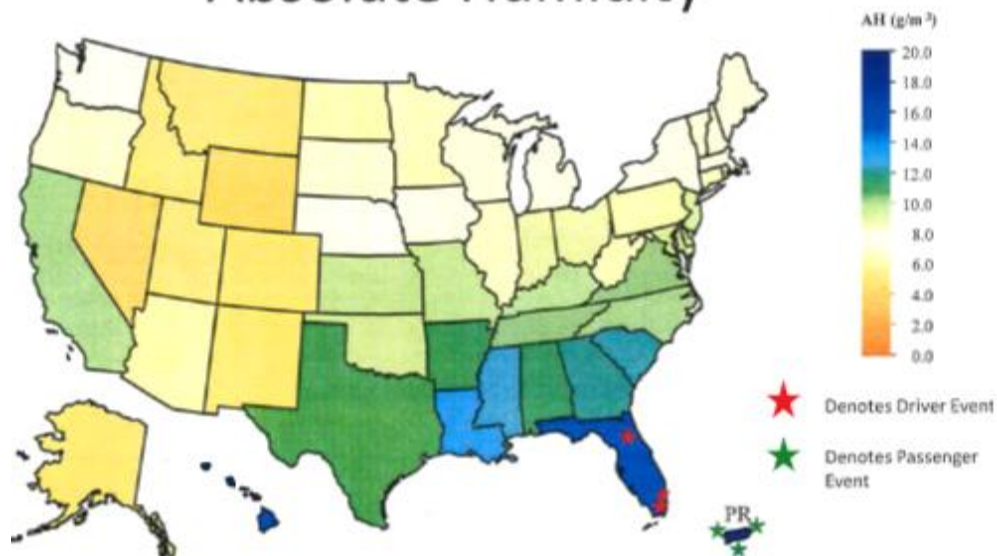 Absolute Humidity
AH (g/m³)
20.0
18.0
16.0
14.0
12.0
10.0
8.0
6.0
4.0
2.0
0.0
Denotes Driver Event
Denotes Passenger
Event
PR